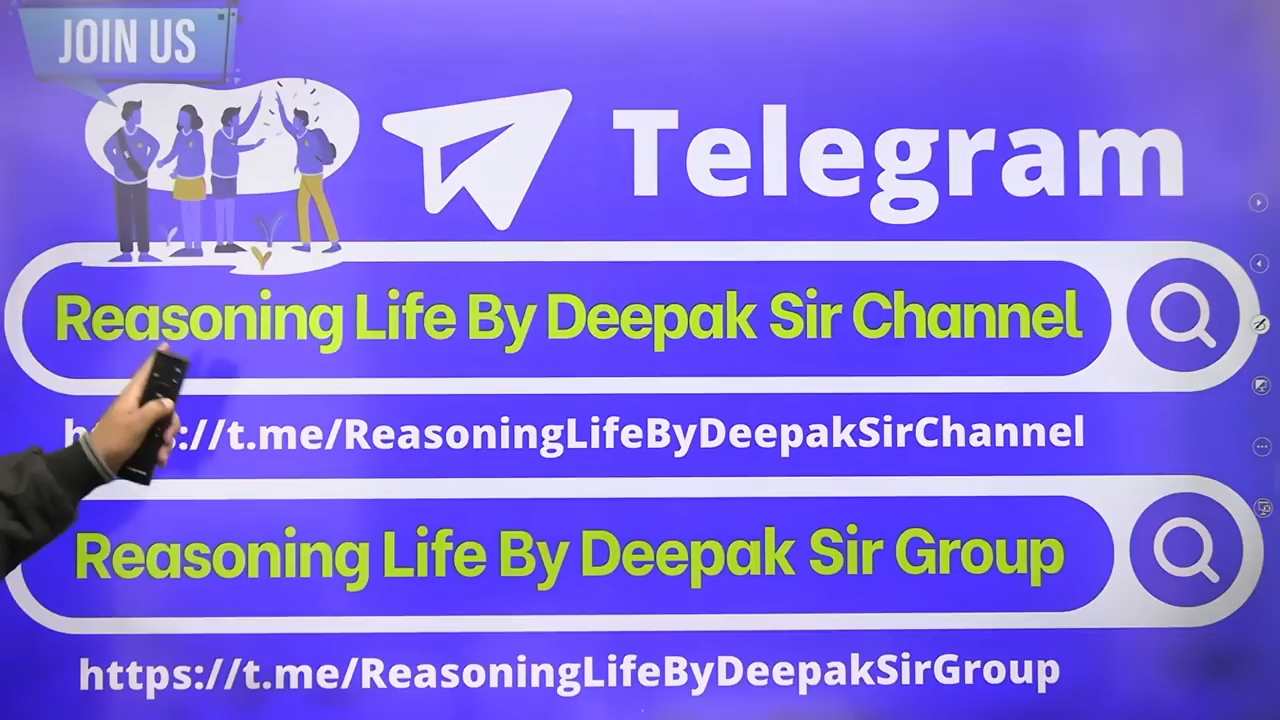 JOIN US
Telegram
Reasoning Life By Deepak Sir Channel
://t.me/ReasoningLifeByDeepakSirChannel
Reasoning Life By Deepak Sir Group
https://t.me/ReasoningLifeByDeepakSirGroup